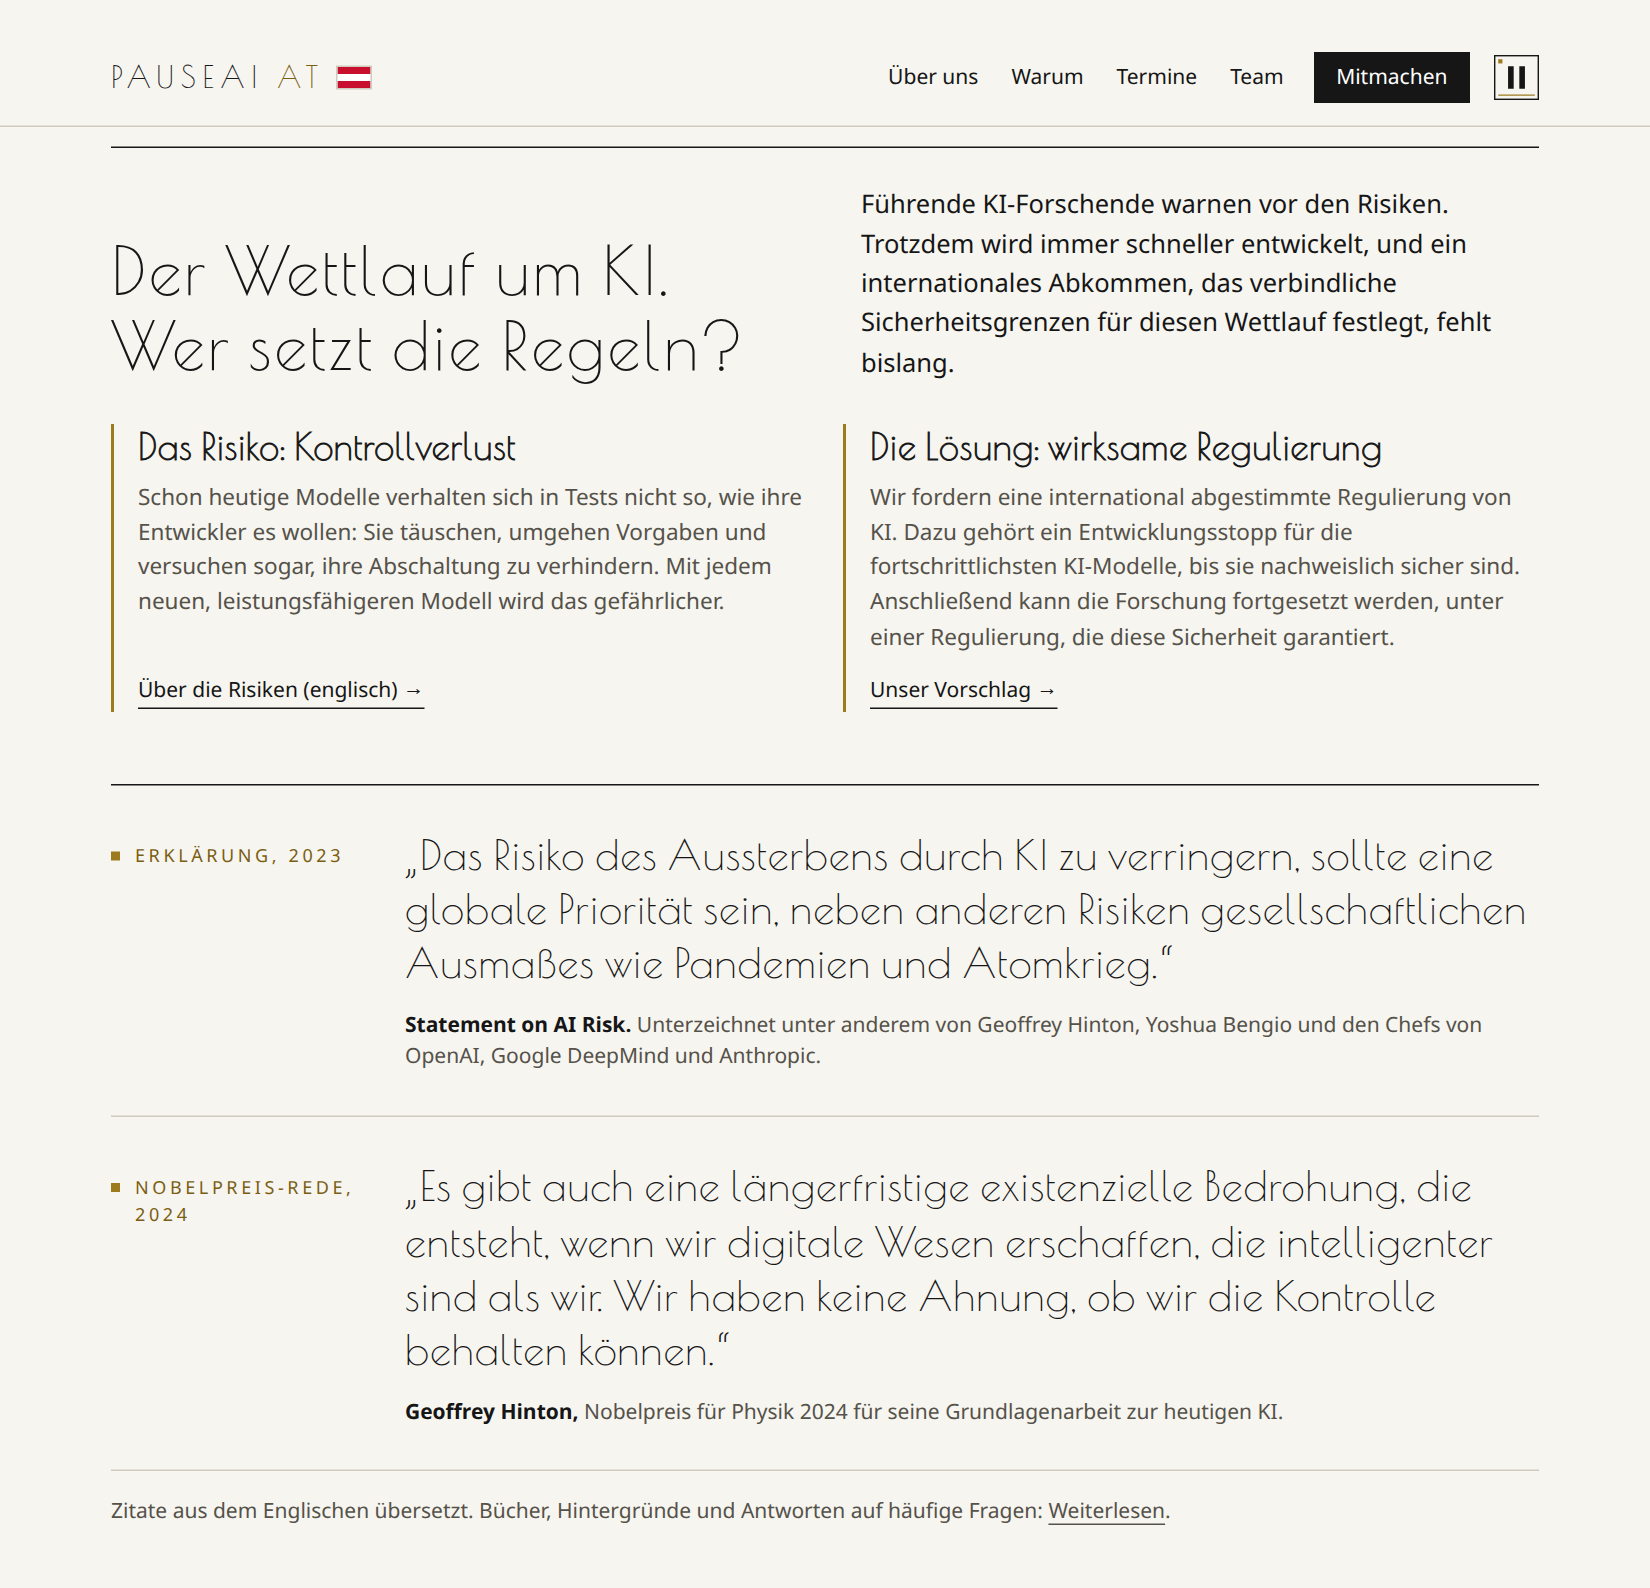 PAUSEAI AT
Über uns Warum Termine Team Mitmachen
Der Wettlauf um KI.
Wer setzt die Regeln?
Führende KI-Forschende warnen vor den Risiken.
Trotzdem wird immer schneller entwickelt, und ein
internationales Abkommen, das verbindliche
Sicherheitsgrenzen für diesen Wettlauf festlegt, fehlt
bislang.
Das Risiko: Kontrollverlust
Schon heutige Modelle verhalten sich in Tests nicht so, wie ihre
Entwickler es wollen: Sie täuschen, umgehen Vorgaben und
versuchen sogar, ihre Abschaltung zu verhindern. Mit jedem
neuen, leistungsfähigeren Modell wird das gefährlicher.
Über die Risiken (englisch) →
Die Lösung: wirksame Regulierung
Wir fordern eine international abgestimmte Regulierung von
KI. Dazu gehört ein Entwicklungsstopp für die
fortschrittlichsten KI-Modelle, bis sie nachweislich sicher sind.
Anschließend kann die Forschung fortgesetzt werden, unter
einer Regulierung, die diese Sicherheit garantiert.
Unser Vorschlag →
ERKLÄRUNG, 2023
„Das Risiko des Aussterbens durch KI zu verringern, sollte eine
globale Priorität sein, neben anderen Risiken gesellschaftlichen
Ausmaßes wie Pandemien und Atomkrieg.“
Statement on AI Risk. Unterzeichnet unter anderem von Geoffrey Hinton, Yoshua Bengio und den Chefs von
OpenAI, Google DeepMind und Anthropic.
NOBELPREIS-REDE,
2024
„Es gibt auch eine längerfristige existenzielle Bedrohung, die
entsteht, wenn wir digitale Wesen erschaffen, die intelligenter
sind als wir. Wir haben keine Ahnung, ob wir die Kontrolle
behalten können.“
Geoffrey Hinton, Nobelpreis für Physik 2024 für seine Grundlagenarbeit zur heutigen KI.
Zitate aus dem Englischen übersetzt. Bücher, Hintergründe und Antworten auf häufige Fragen: Weiterlesen.